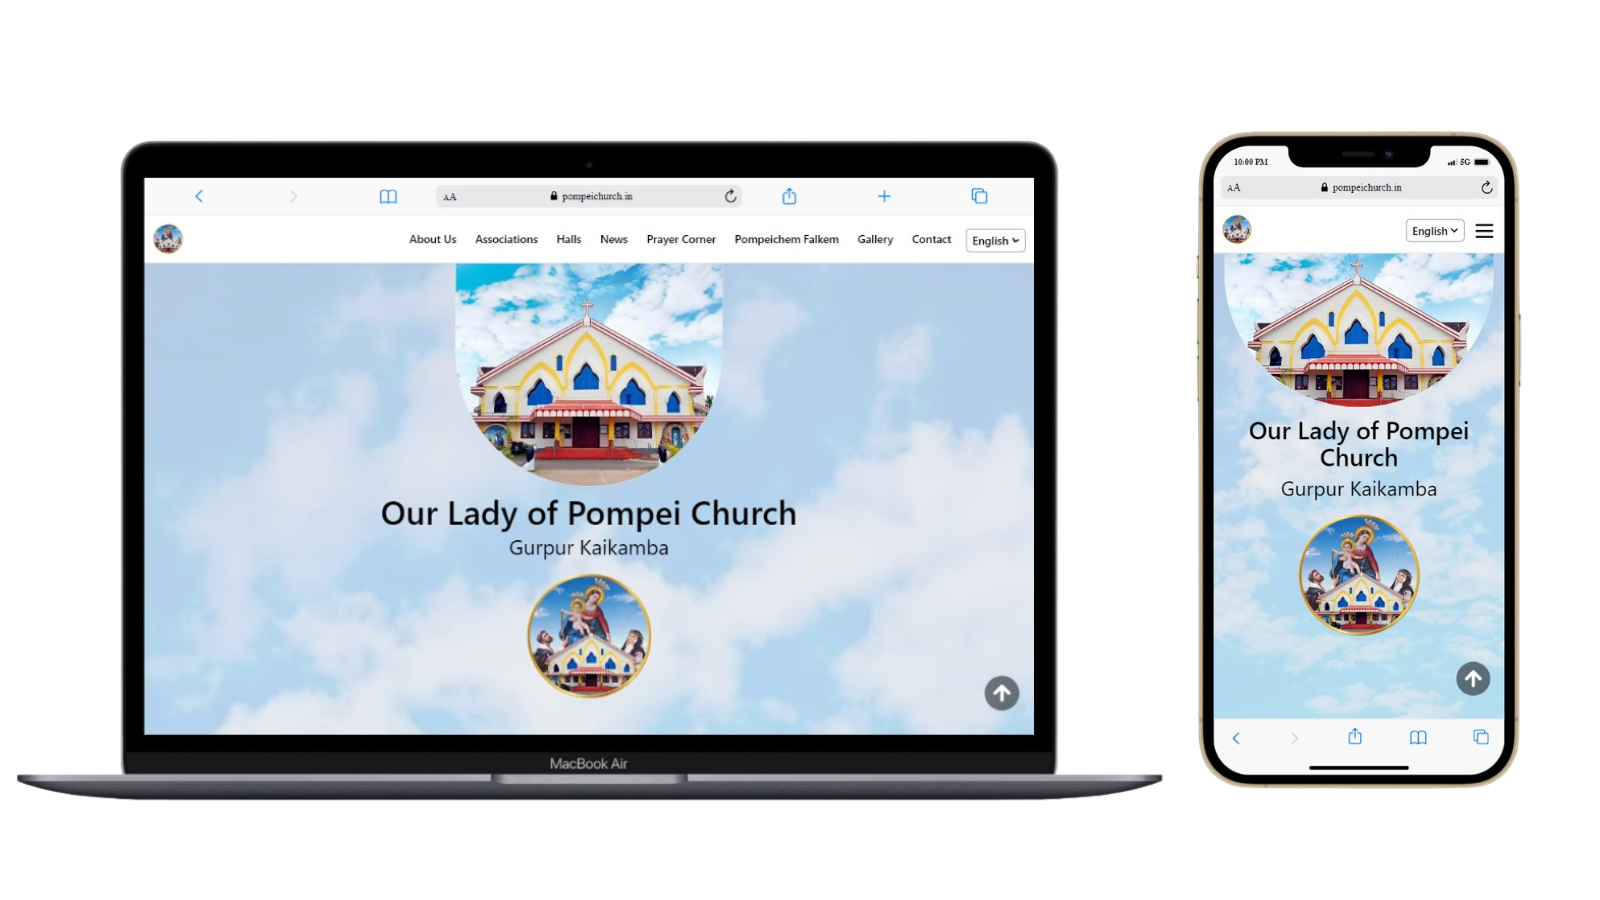 AA
pompeichurch.in
About Us
Associations
Halls
News
Prayer Corner
Pompeichem Falkem
Gallery
Contact
English
Our Lady of Pompei Church
Gurpur Kaikamba
MacBook Air
10:00 PM
5G
AA
pompeichurch.in
English
Our Lady of Pompei
Church
Gurpur Kaikamba